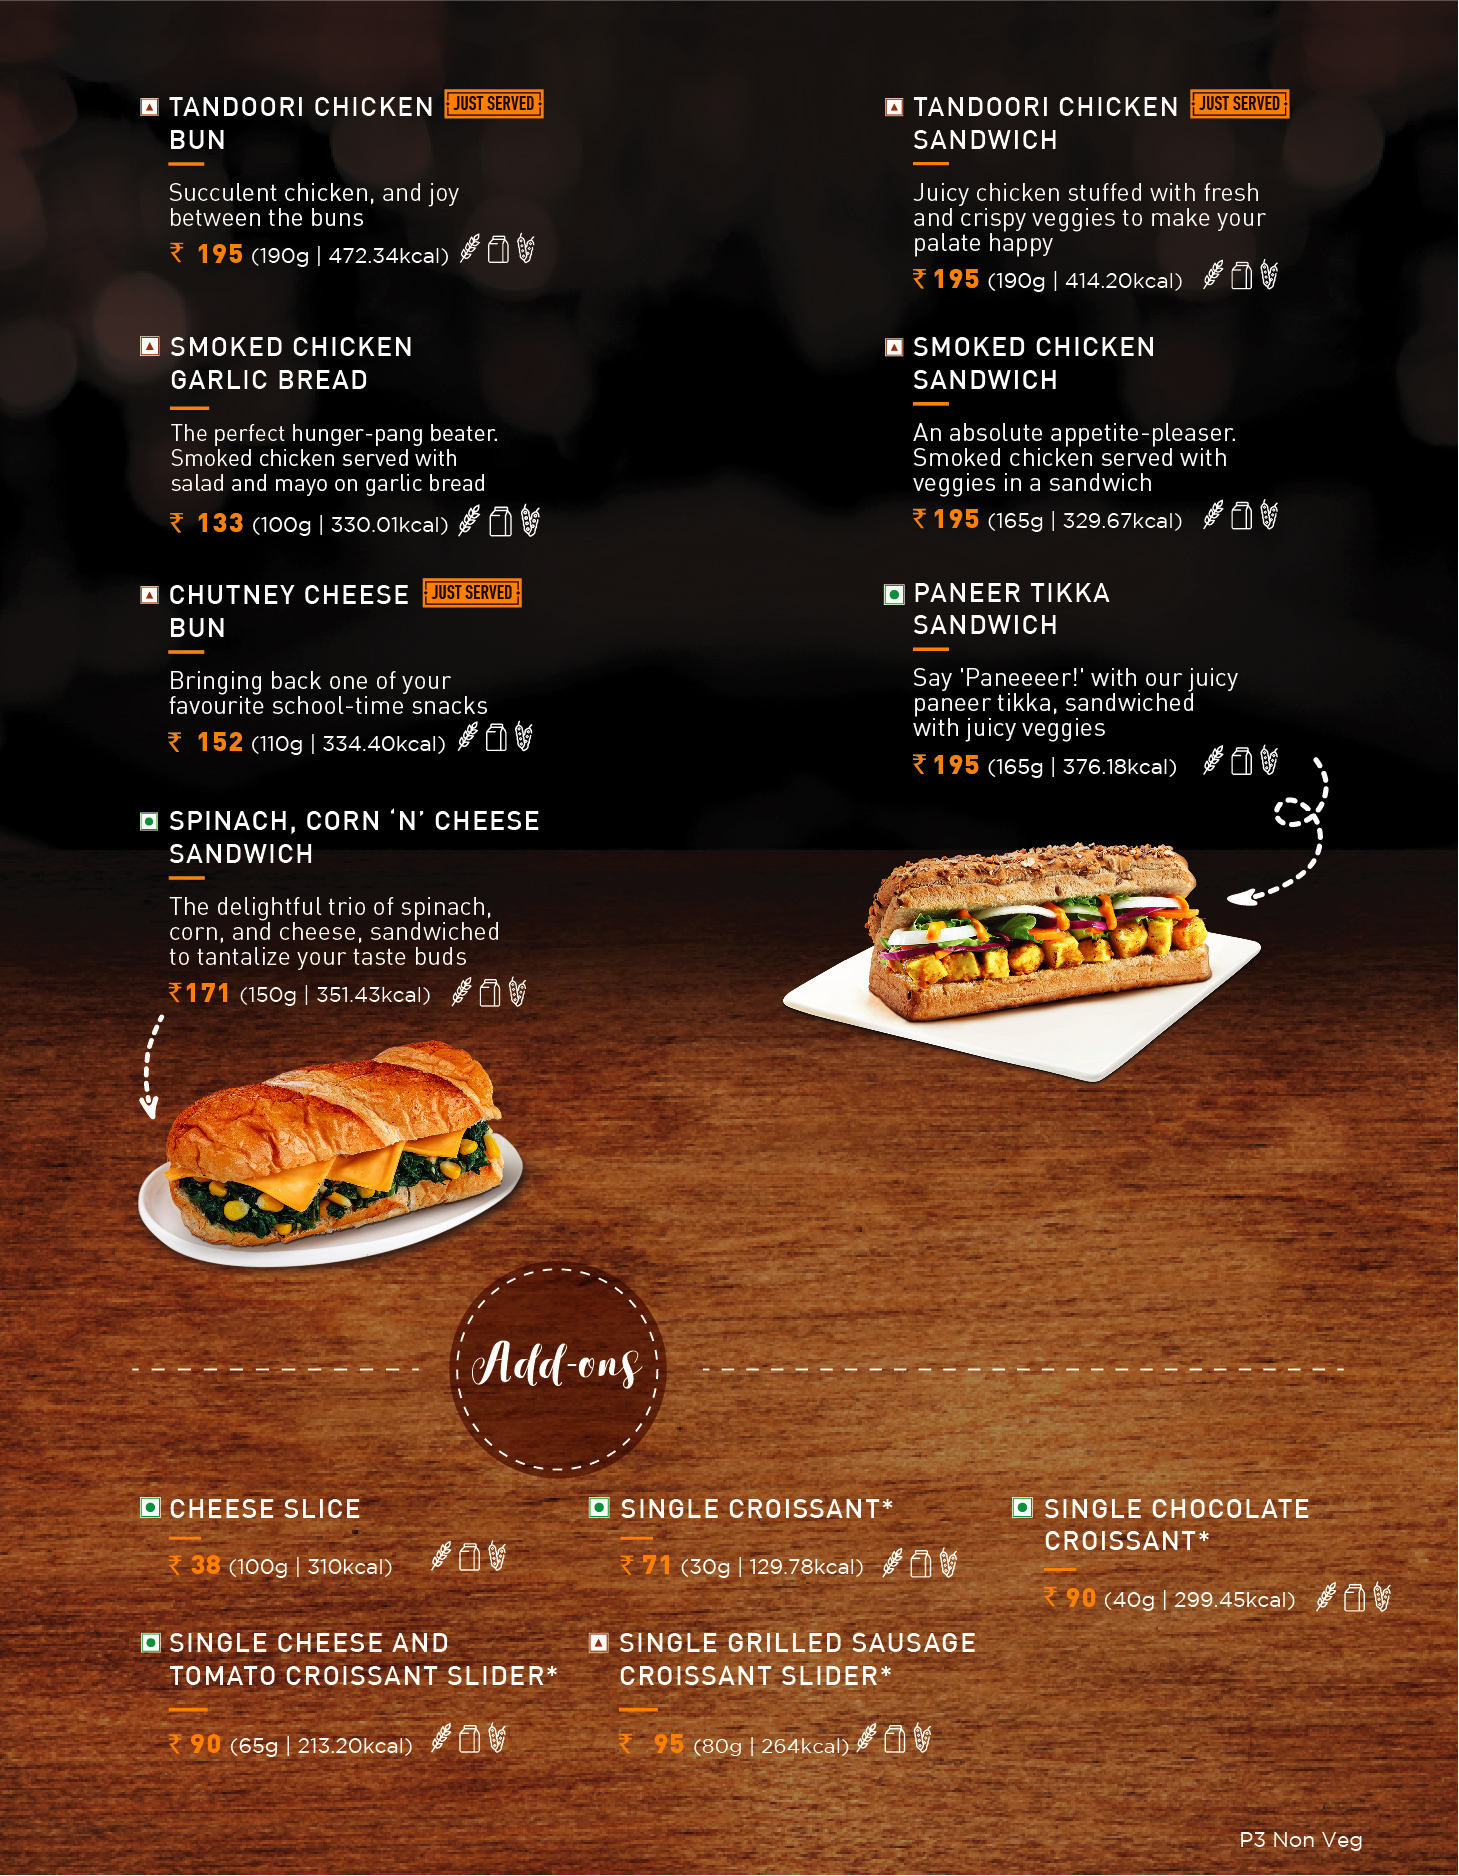 TANDOORI CHICKEN JUST SERVED
BUN
Succulent chicken, and joy
between the buns
₹ 195 (190g | 472.34kcal)
SMOKED CHICKEN
GARLIC BREAD
The perfect hunger-pang beater.
Smoked chicken served with
salad and mayo on garlic bread
₹ 133 (100g | 330.01kcal)
CHUTNEY CHEESE JUST SERVED
BUN
Bringing back one of your
favourite school-time snacks
₹ 152 (110g | 334.40kcal)
SPINACH, CORN ‘N’ CHEESE
SANDWICH
The delightful trio of spinach,
corn, and cheese, sandwiched
to tantalize your taste buds
₹171 (150g | 351.43kcal)
TANDOORI CHICKEN JUST SERVED
SANDWICH
Juicy chicken stuffed with fresh
and crispy veggies to make your
palate happy
₹ 195 (190g | 414.20kcal)
SMOKED CHICKEN
SANDWICH
An absolute appetite-pleaser.
Smoked chicken served with
veggies in a sandwich
₹ 195 (165g | 329.67kcal)
PANEER TIKKA
SANDWICH
Say 'Paneeeer!' with our juicy
paneer tikka, sandwiched
with juicy veggies
₹ 195 (165g | 376.18kcal)
Add-ons
CHEESE SLICE
₹ 38 (100g | 310kcal)
SINGLE CROISSANT*
₹ 71 (30g | 129.78kcal)
SINGLE CHOCOLATE
CROISSANT*
₹ 90 (40g | 299.45kcal)
SINGLE CHEESE AND
TOMATO CROISSANT SLIDER*
₹ 90 (65g | 213.20kcal)
SINGLE GRILLED SAUSAGE
CROISSANT SLIDER*
₹ 95 (80g | 264kcal)
P3 Non Veg